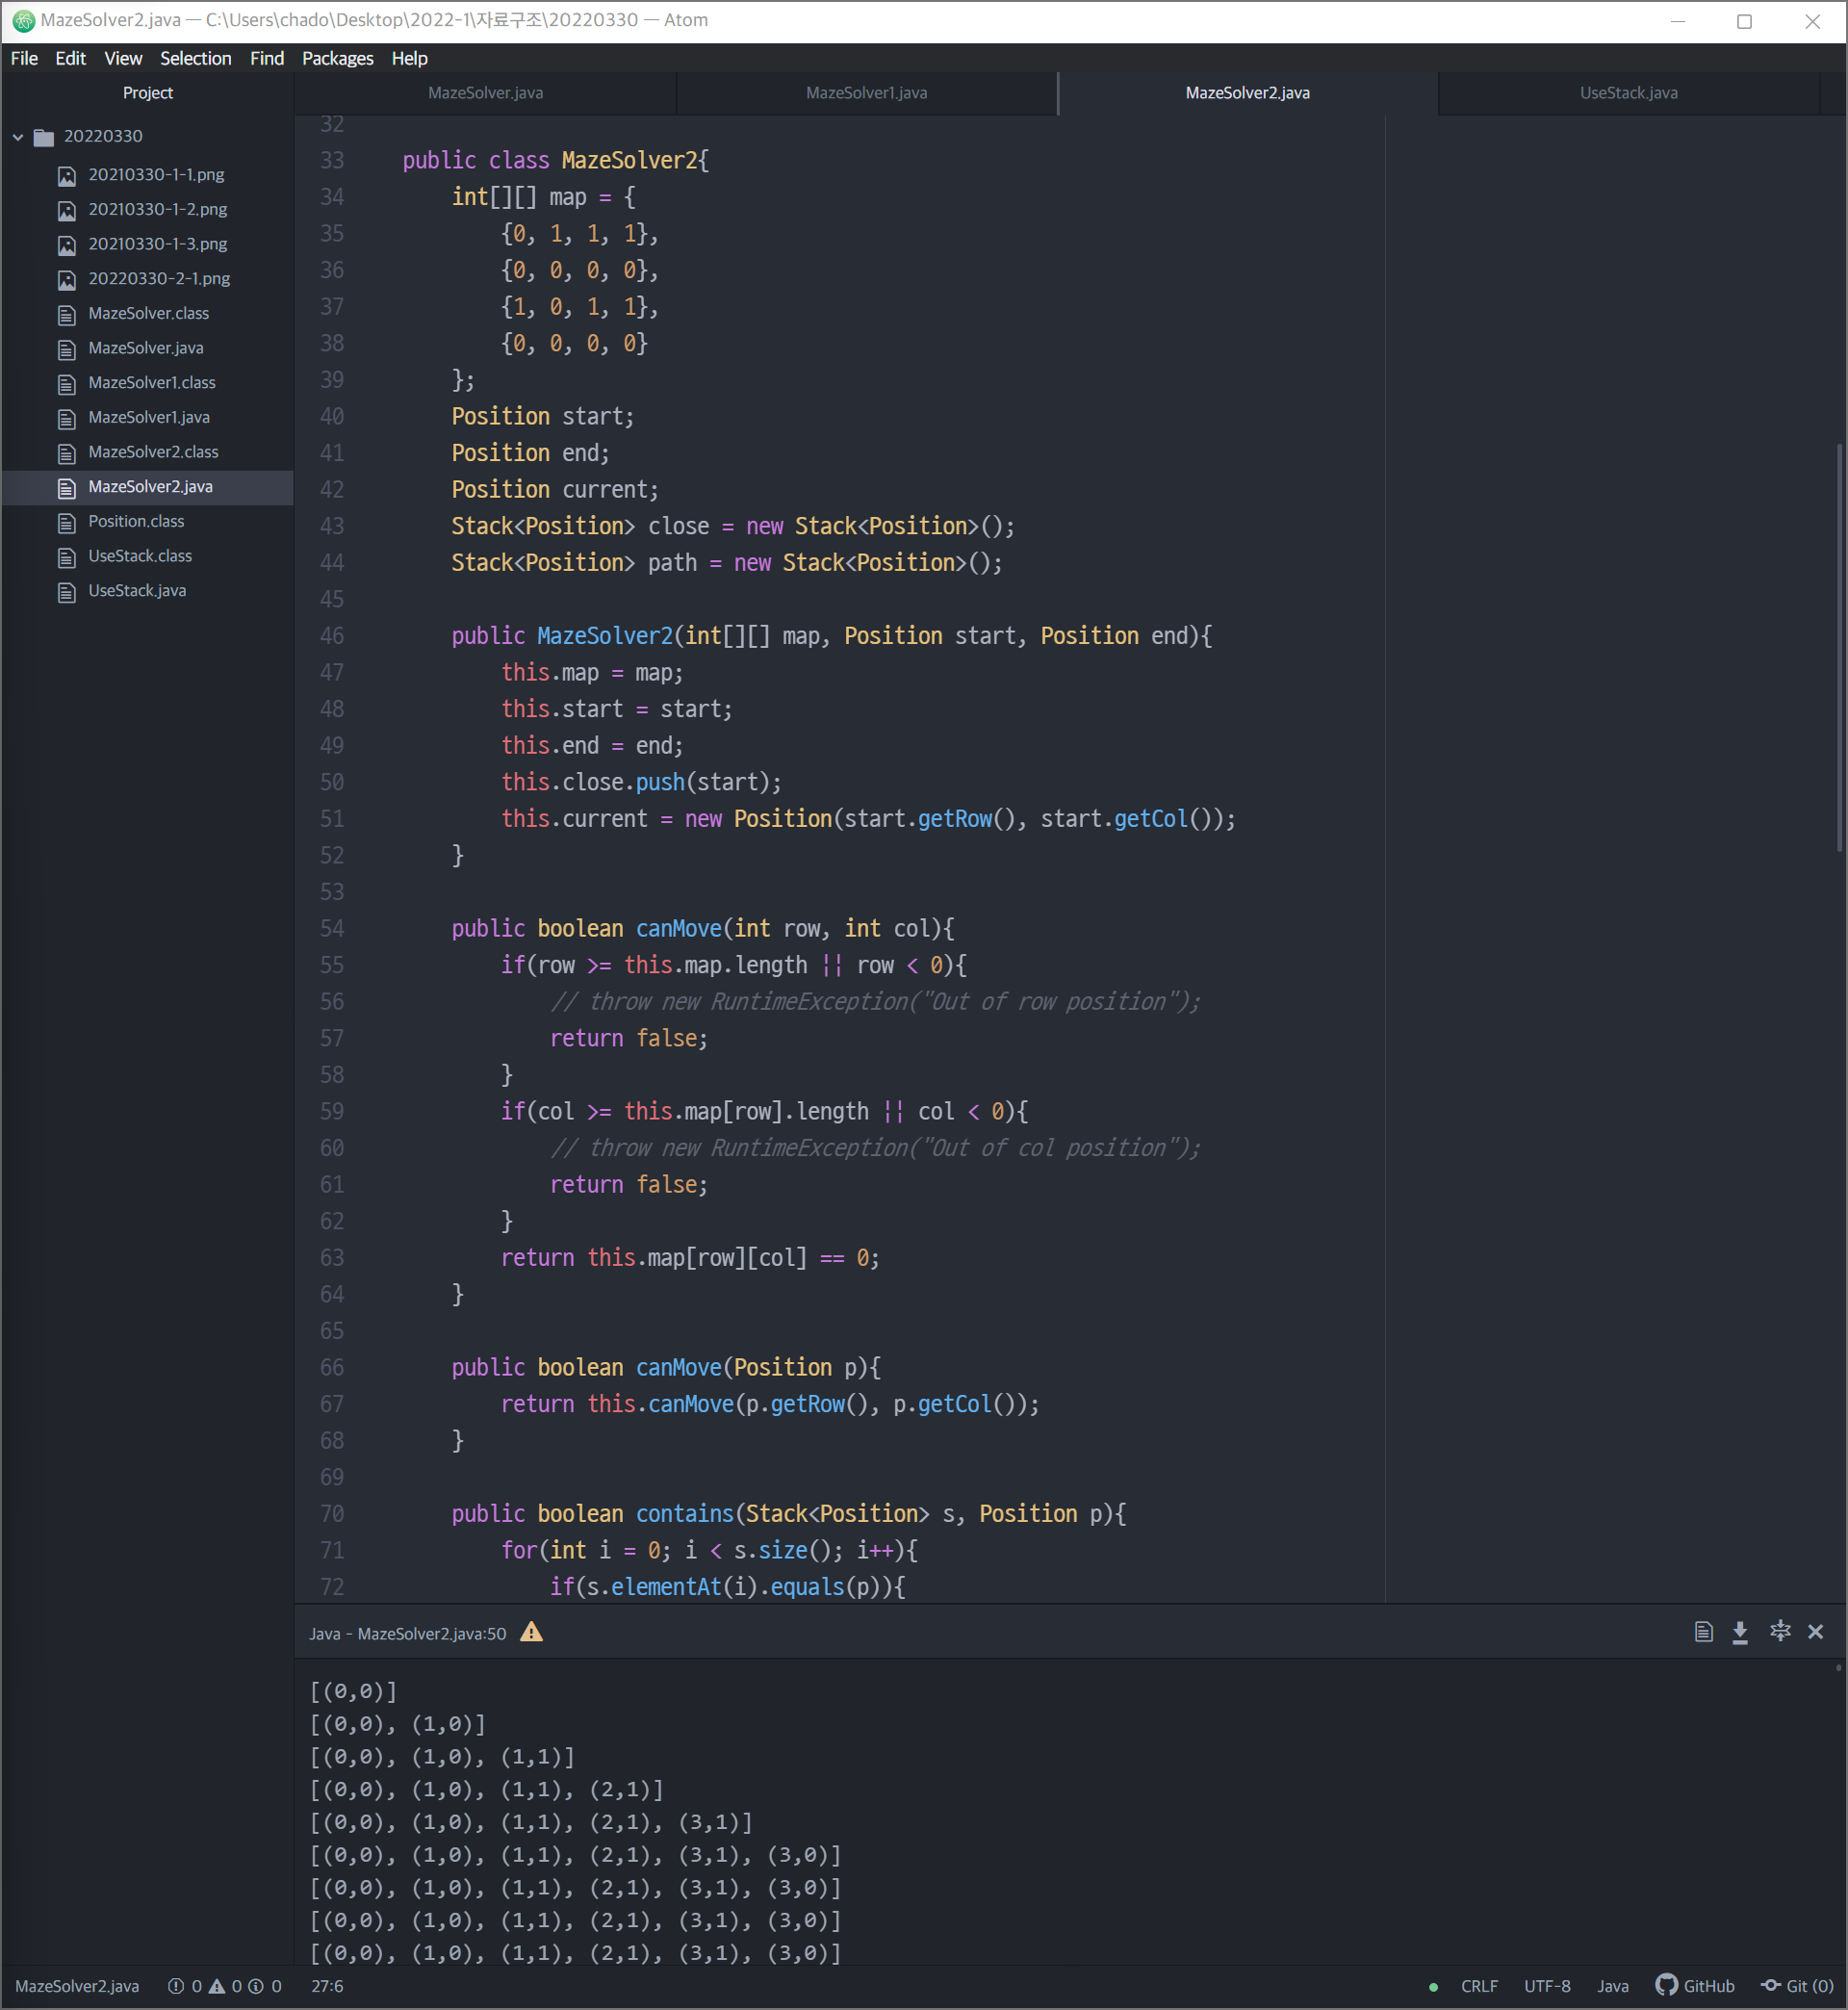 MazeSolver2.java — C:\Users\chado\Desktop\2022-1\자료구조\20220330 — Atom
File Edit View Selection Find Packages Help
Project
MazeSolver.java
MazeSolver1.java
MazeSolver2.java
UseStack.java
20220330
20210330-1-1.png
20210330-1-2.png
20210330-1-3.png
20220330-2-1.png
MazeSolver.class
MazeSolver.java
MazeSolver1.class
MazeSolver1.java
MazeSolver2.class
MazeSolver2.java
Position.class
UseStack.class
UseStack.java
32
33 public class MazeSolver2{
34 int[][] map = {
35 {0, 1, 1, 1},
36 {0, 0, 0, 0},
37 {1, 0, 1, 1},
38 {0, 0, 0, 0}
39 };
40 Position start;
41 Position end;
42 Position current;
43 Stack<Position> close = new Stack<Position>();
44 Stack<Position> path = new Stack<Position>();
45
46 public MazeSolver2(int[][] map, Position start, Position end){
47 this.map = map;
48 this.start = start;
49 this.end = end;
50 this.close.push(start);
51 this.current = new Position(start.getRow(), start.getCol());
52 }
53
54 public boolean canMove(int row, int col){
55 if(row >= this.map.length || row < 0){
56 // throw new RuntimeException("Out of row position");
57 return false;
58 }
59 if(col >= this.map[row].length || col < 0){
60 // throw new RuntimeException("Out of col position");
61 return false;
62 }
63 return this.map[row][col] == 0;
64 }
65
66 public boolean canMove(Position p){
67 return this.canMove(p.getRow(), p.getCol());
68 }
69
70 public boolean contains(Stack<Position> s, Position p){
71 for(int i = 0; i < s.size(); i++){
72 if(s.elementAt(i).equals(p)){
Java - MazeSolver2.java:50
[(0,0)]
[(0,0), (1,0)]
[(0,0), (1,0), (1,1)]
[(0,0), (1,0), (1,1), (2,1)]
[(0,0), (1,0), (1,1), (2,1), (3,1)]
[(0,0), (1,0), (1,1), (2,1), (3,1), (3,0)]
[(0,0), (1,0), (1,1), (2,1), (3,1), (3,0)]
[(0,0), (1,0), (1,1), (2,1), (3,1), (3,0)]
[(0,0), (1,0), (1,1), (2,1), (3,1), (3,0)]
MazeSolver2.java 0 0 0 27:6 CRLF UTF-8 Java GitHub Git (0)